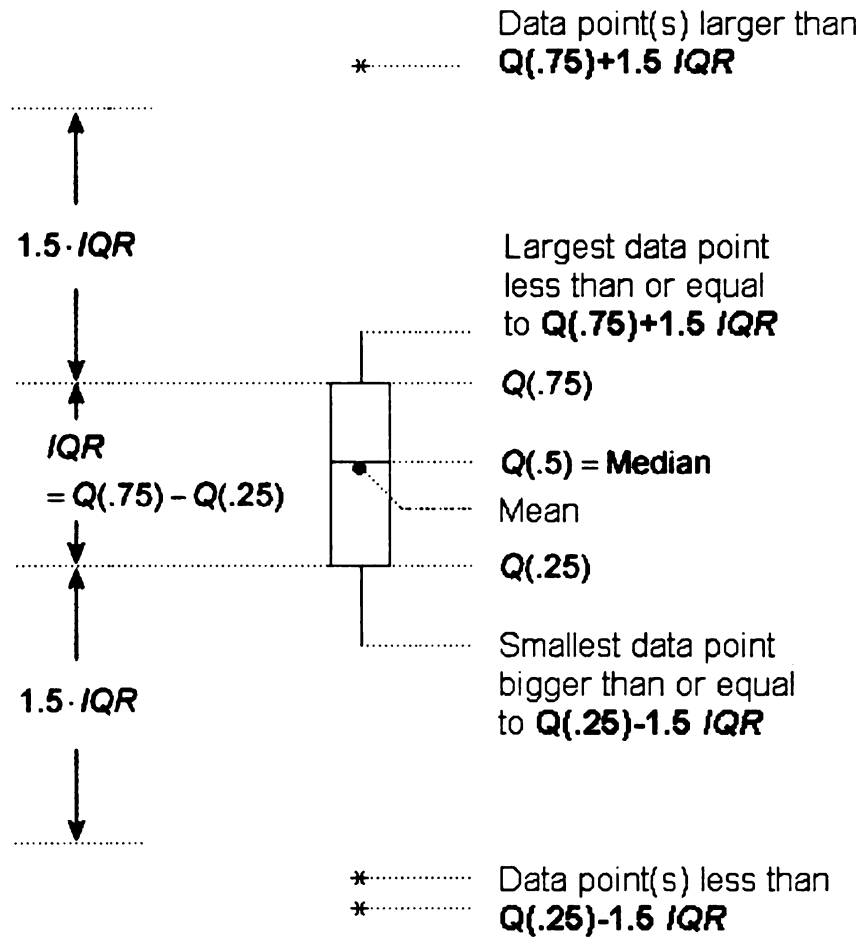 Data point(s) larger than
Q(.75)+1.5 IQR
1.5·IQR
Largest data point
less than or equal
to Q(.75)+1.5 IQR
Q(.75)
IQR
= Q(.75) – Q(.25)
Q(.5) = Median
Mean
Q(.25)
Smallest data point
bigger than or equal
to Q(.25)-1.5 IQR
1.5·IQR
Data point(s) less than
Q(.25)-1.5 IQR